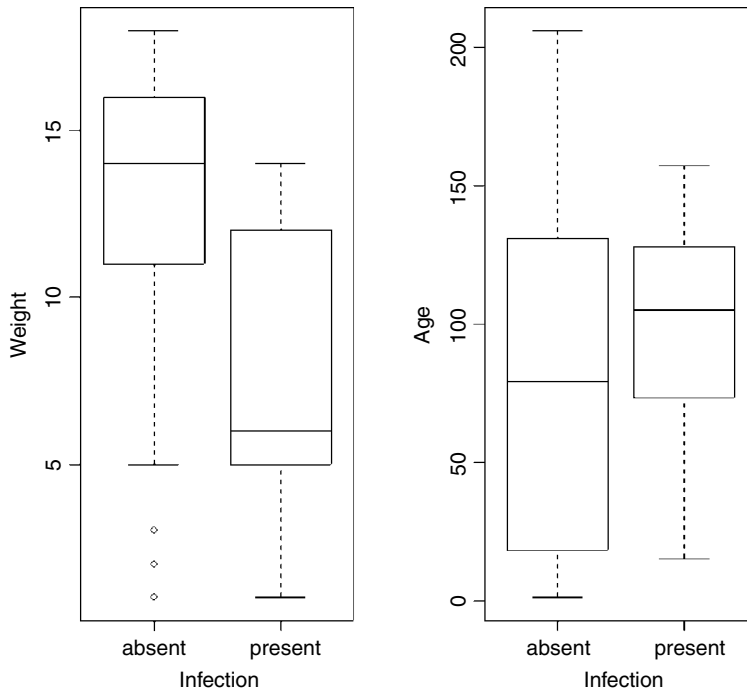 15
10
5
Weight
absent present
Infection
200
150
100
50
0
Age
absent present
Infection